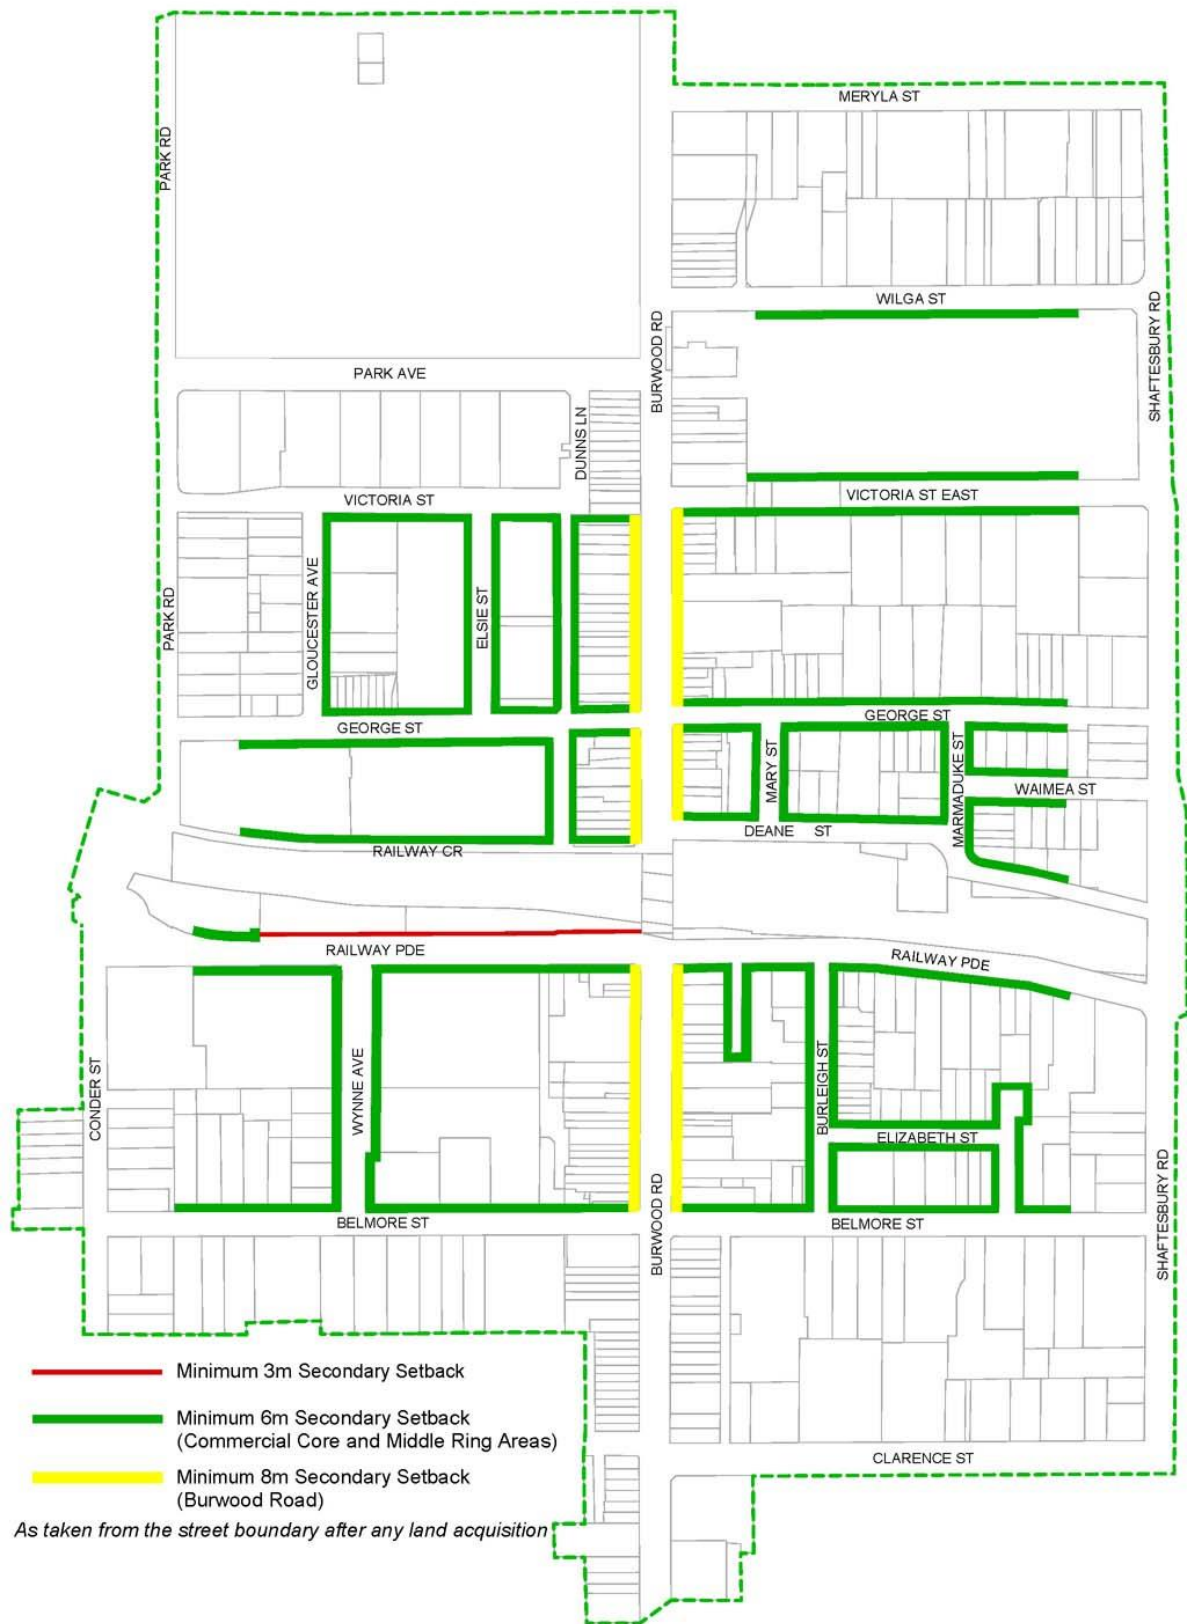 MERYLA ST
PARK RD
WILGA ST
BURWOOD RD
SHAFTESBURY RD
PARK AVE
DUNNS LN
VICTORIA ST
VICTORIA ST EAST
PARK RD
GLOUCESTER AVE
ELSIE ST
GEORGE ST
GEORGE ST
MARY ST
MARMADUKE ST
WAIMEA ST
DEANE ST
RAILWAY CR
RAILWAY PDE
RAILWAY PDE
CONDER ST
WYNNE AVE
BURLEIGH ST
ELIZABETH ST
BURWOOD RD
SHAFTESBURY RD
BELMORE ST
BELMORE ST
CLARENCE ST
Minimum 3m Secondary Setback
Minimum 6m Secondary Setback
(Commercial Core and Middle Ring Areas)
Minimum 8m Secondary Setback
(Burwood Road)
As taken from the street boundary after any land acquisition